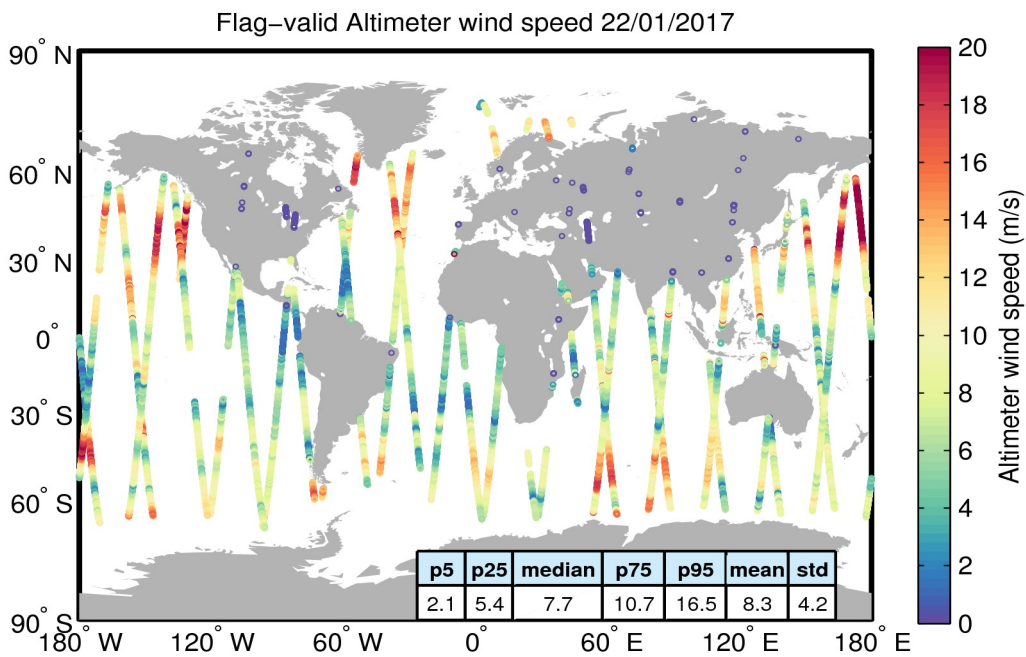 Flag−valid Altimeter wind speed 22/01/2017
90° N
60° N
30° N
0°
30° S
60° S
90° S
180° W
120° W
60° W
0°
60° E
120° E
180° E
p5 p25 median p75 p95 mean std
2.1 5.4 7.7 10.7 16.5 8.3 4.2
20
18
16
14
12
10
8
6
4
2
0
Altimeter wind speed (m/s)